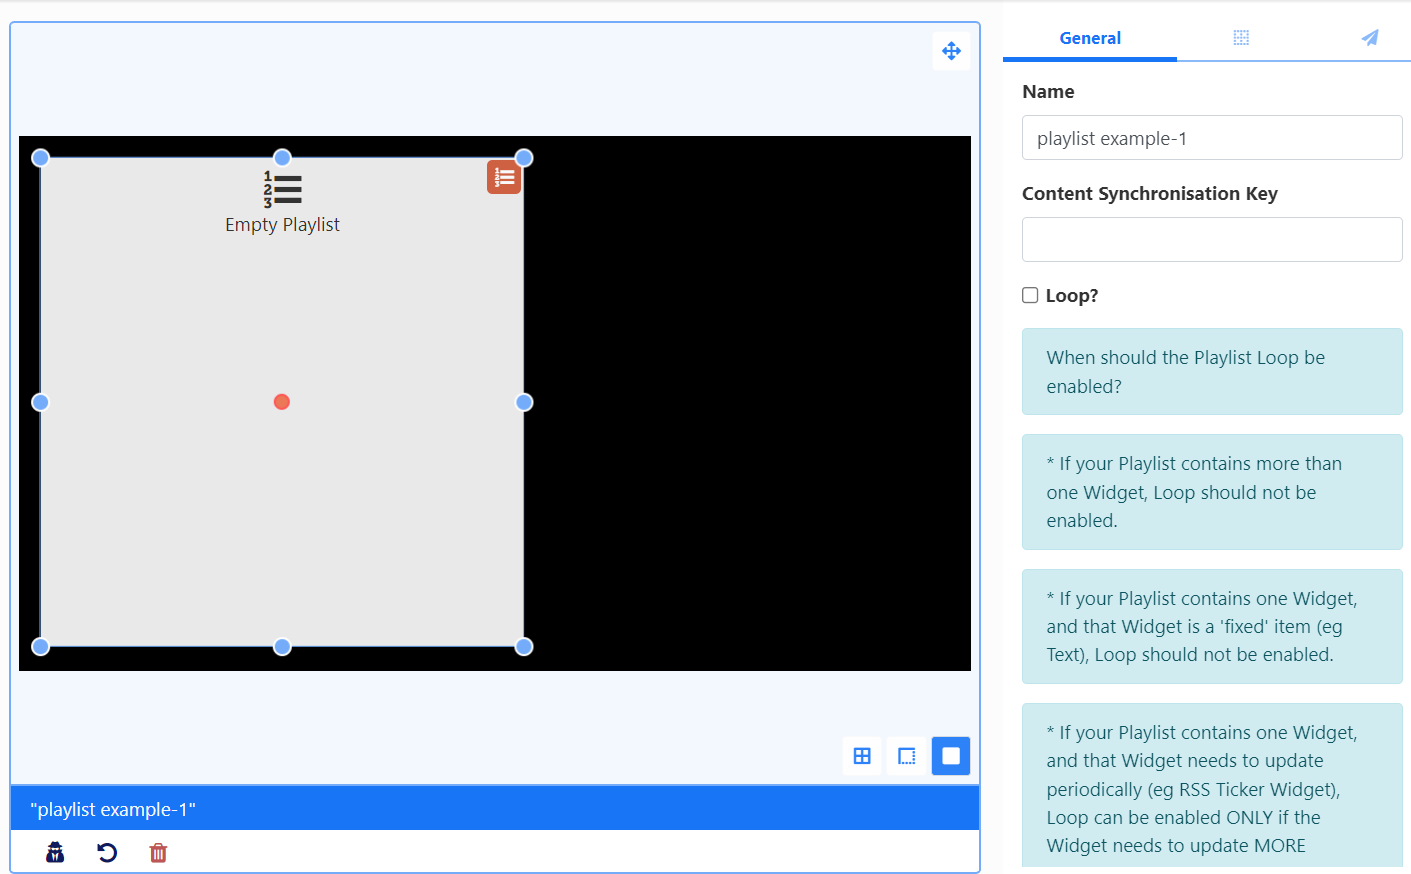 General
Name
playlist example-1
Content Synchronisation Key
Loop?
When should the Playlist Loop be
enabled?
* If your Playlist contains more than
one Widget, Loop should not be
enabled.
* If your Playlist contains one Widget,
and that Widget is a 'fixed' item (eg
Text), Loop should not be enabled.
* If your Playlist contains one Widget,
and that Widget needs to update
periodically (eg RSS Ticker Widget),
Loop can be enabled ONLY if the
Widget needs to update MORE
1
2
3
Empty Playlist
"playlist example-1"